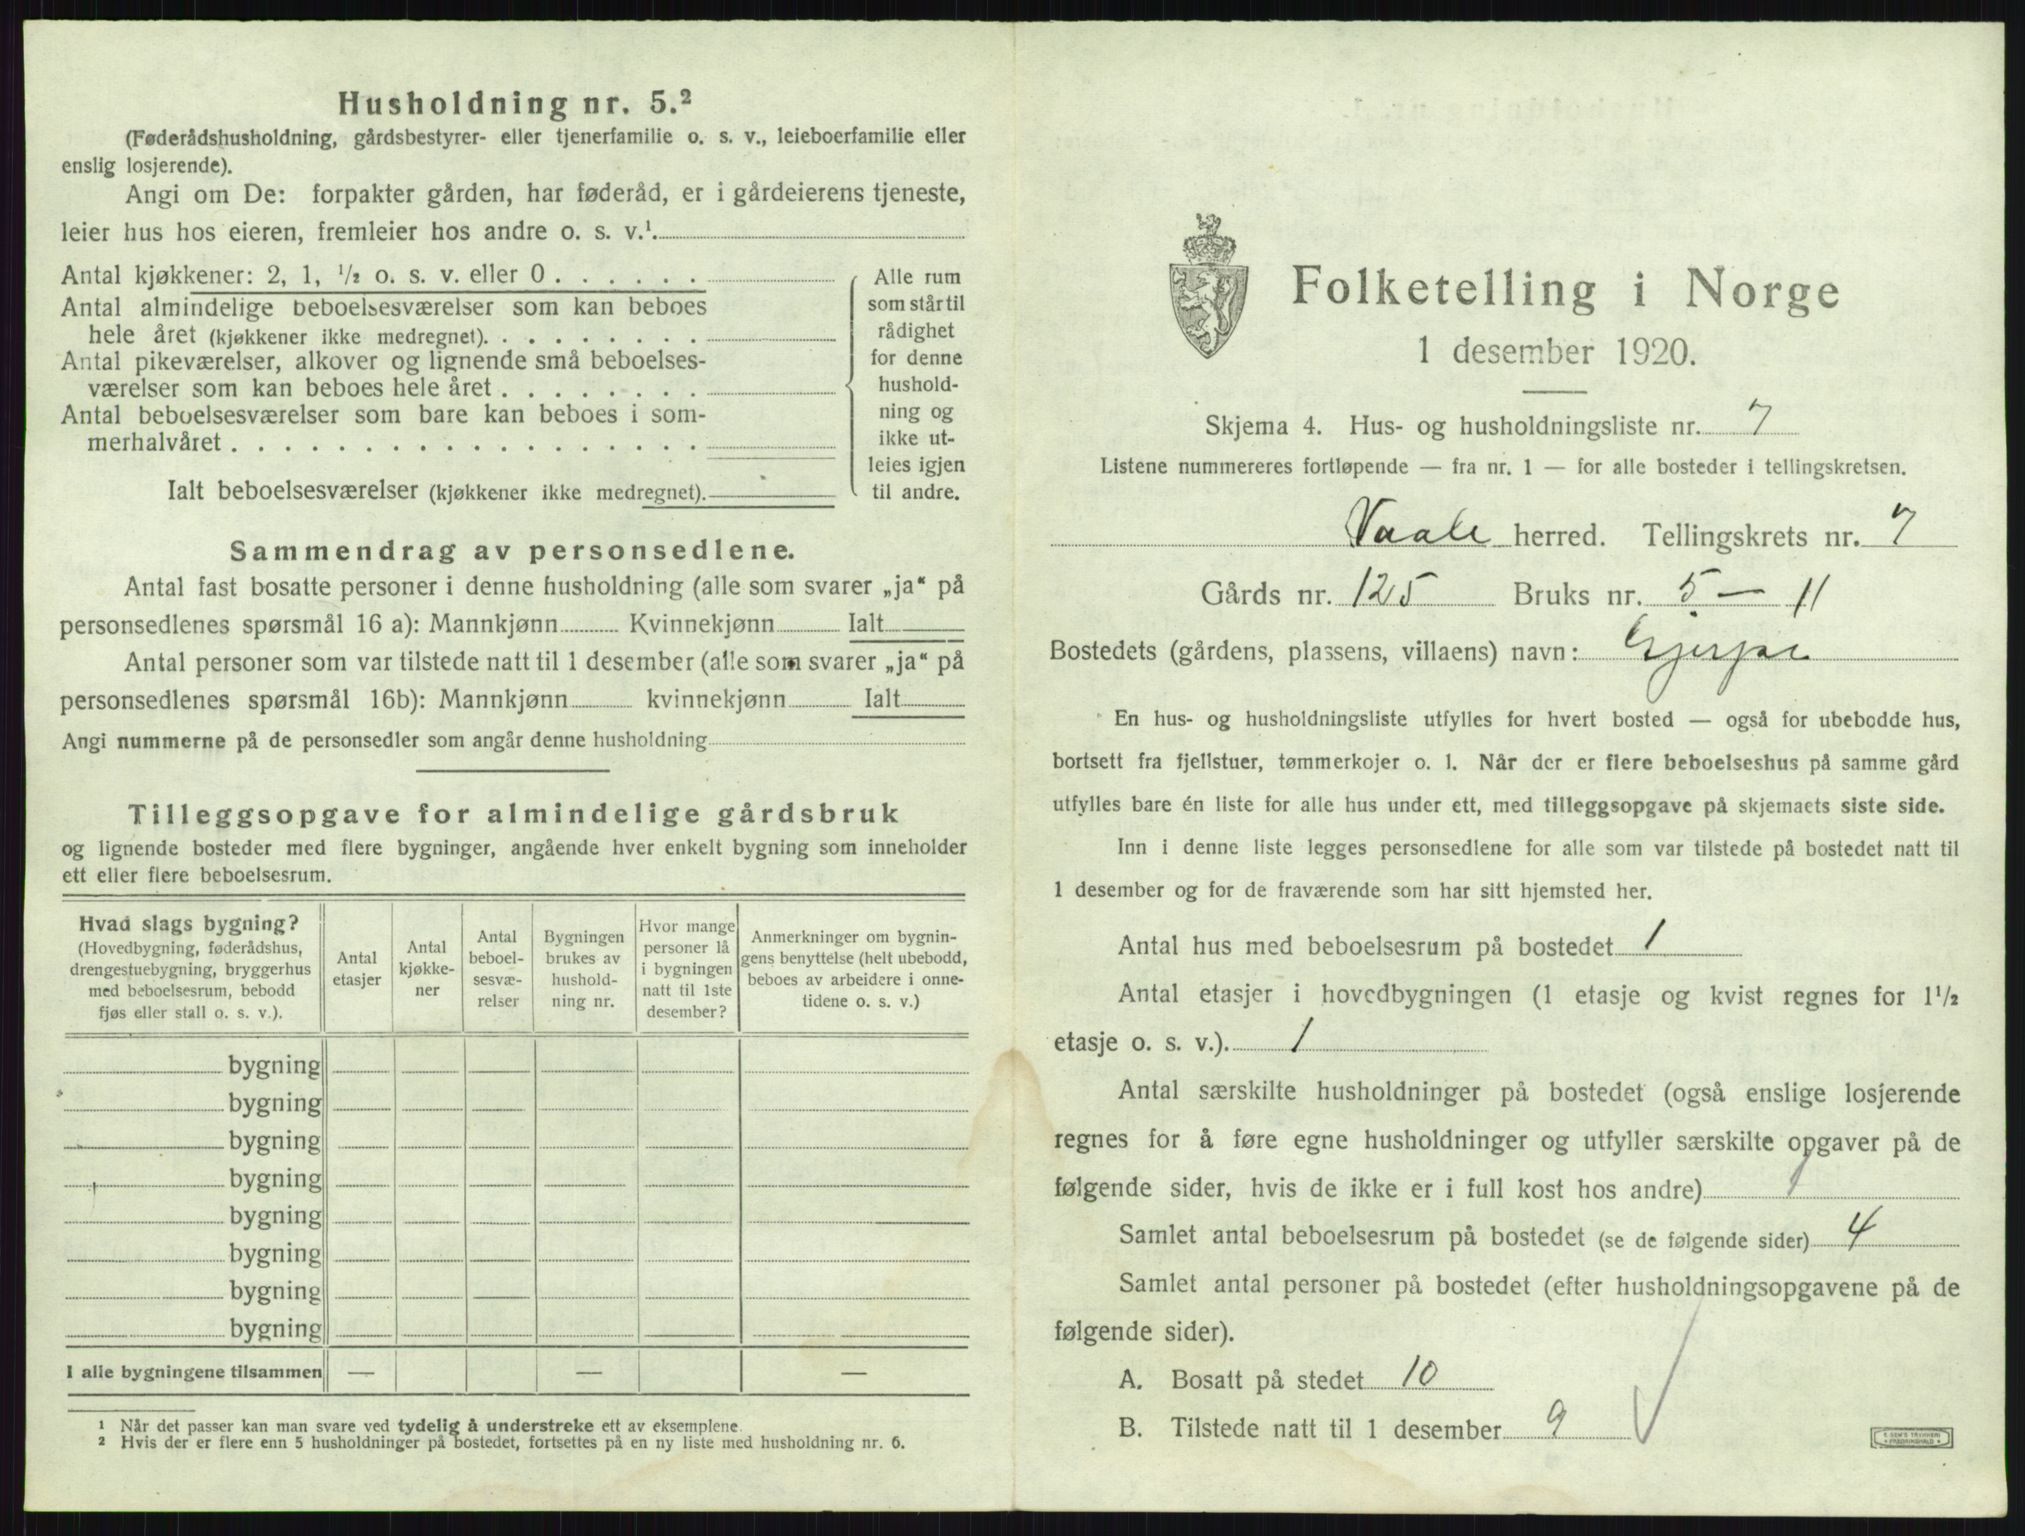 Husholdning nr. 5.²
(Føderådshusholdning, gårdsbestyrer- eller tjenerfamilie o. s. v., leieboerfamilie eller
enslig losjerende).
Angi om De: forpakter gården, har føderåd, er i gårdeierens tjeneste,
leier hus hos eieren, fremleier hos andre o. s. v.¹
Antal kjøkkener: 2, 1, ½ o. s. v. eller 0 . . . . . .
Antal almindelige beboelsesværelser som kan beboes
hele året (kjøkkener ikke medregnet). . . . . . . . .
Antal pikeværelser, alkover og lignende små beboelses-
værelser som kan beboes hele året . . . . . . . .
Antal beboelsesværelser som bare kan beboes i som-
merhalvåret . . . . . . . . . . . . . . . . .
Ialt beboelsesværelser (kjøkkener ikke medregnet).
Alle rum
som står til
rådighet
for denne
hushold-
ning og
ikke ut-
leies igjen
til andre.
Sammendrag av personsedlene.
Antal fast bosatte personer i denne husholdning (alle som svarer „ja“ på
personsedlenes spørsmål 16 a): Mannkjønn Kvinnekjønn Ialt
Antal personer som var tilstede natt til 1 desember (alle som svarer „ja“ på
personsedlenes spørsmål 16b): Mannkjønn kvinnekjønn Ialt
Angi nummerne på de personsedler som angår denne husholdning
Tilleggsopgave for almindelige gårdsbruk
og lignende bosteder med flere bygninger, angående hver enkelt bygning som inneholder
ett eller flere beboelsesrum.
Hvad slags bygning?
(Hovedbygning, føderådshus,
drengestuebygning, bryggerhus
med beboelsesrum, bebodd
fjøs eller stall o. s. v.).
Antal
etasjer
Antal
kjøkke-
ner
Antal
beboel-
sesvæ-
relser
Bygningen
brukes av
hushold-
ning nr.
Hvor mange
personer lå
i bygningen
natt til 1ste
desember?
Anmerkninger om bygnin-
gens benyttelse (helt ubebodd,
beboes av arbeidere i onne-
tidene o. s. v.)
bygning
bygning
bygning
bygning
bygning
bygning
bygning
bygning
I alle bygningene tilsammen — — —
¹ Når det passer kan man svare ved tydelig å understreke ett av eksemplene.
² Hvis der er flere enn 5 husholdninger på bostedet, fortsettes på en ny liste med husholdning nr. 6.
Folketelling i Norge
1 desember 1920.
Skjema 4. Hus- og husholdningsliste nr. 7
Listene nummereres fortløpende — fra nr. 1 — for alle bosteder i tellingskretsen.
Vaale herred. Tellingskrets nr. 7
Gårds nr. 125 Bruks nr. 5 — 11
Bostedets (gårdens, plassens, villaens) navn: Gjerpe
En hus- og husholdningsliste utfylles for hvert bosted — også for ubebodde hus,
bortsett fra fjellstuer, tømmerkojer o. l. Når der er flere beboelseshus på samme gård
utfylles bare én liste for alle hus under ett, med tilleggsopgave på skjemaets siste side.
Inn i denne liste legges personsedlene for alle som var tilstede på bostedet natt til
1 desember og for de fraværende som har sitt hjemsted her.
Antal hus med beboelsesrum på bostedet 1
Antal etasjer i hovedbygningen (1 etasje og kvist regnes for 1½
etasje o. s. v.). 1
Antal særskilte husholdninger på bostedet (også enslige losjerende
regnes for å føre egne husholdninger og utfyller særskilte opgaver på de
følgende sider, hvis de ikke er i full kost hos andre) 1
Samlet antal beboelsesrum på bostedet (se de følgende sider) 4
Samlet antal personer på bostedet (efter husholdningsopgavene på de
følgende sider).
A. Bosatt på stedet 10
B. Tilstede natt til 1 desember 9